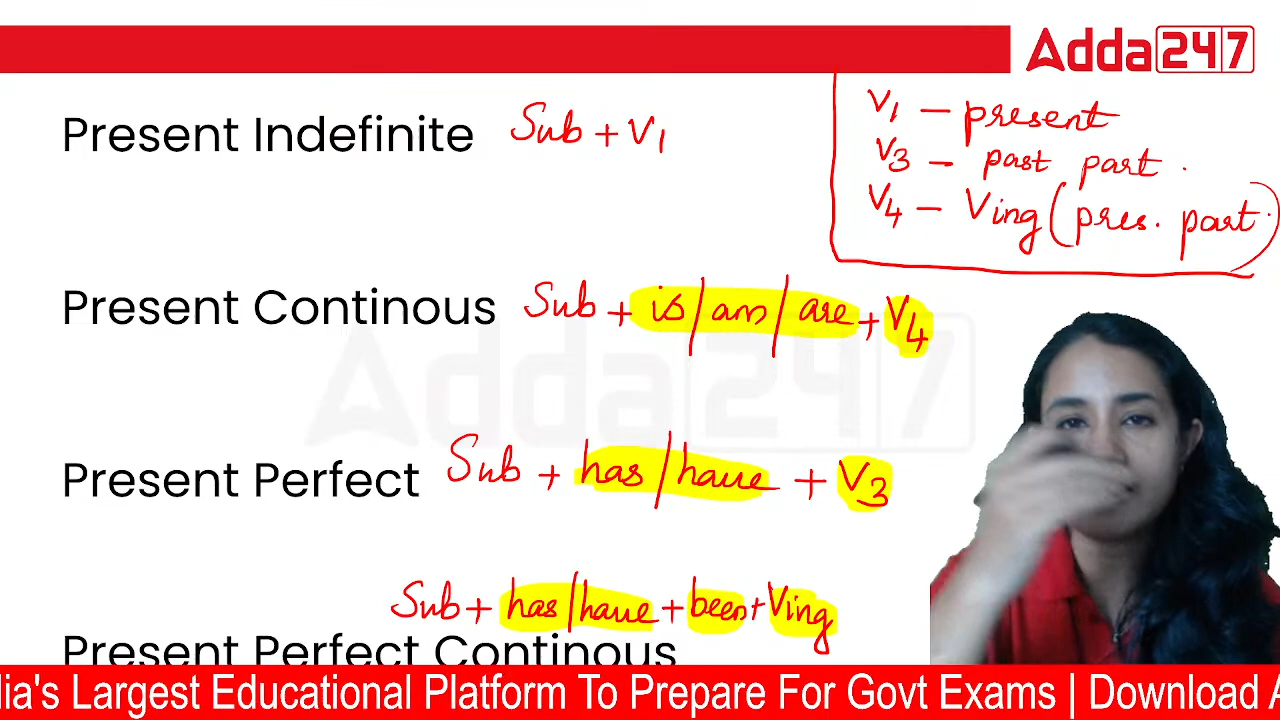 Adda247
Present Indefinite Sub + V1
V1 - present
V3 - past part.
V4 - Ving (pres. part.)
Present Continous Sub + is/am/are + V4
Adda247
Present Perfect Sub + has/have + V3
Sub + has/have + been + Ving
Present Perfect Continous
dia's Largest Educational Platform To Prepare For Govt Exams | Download A